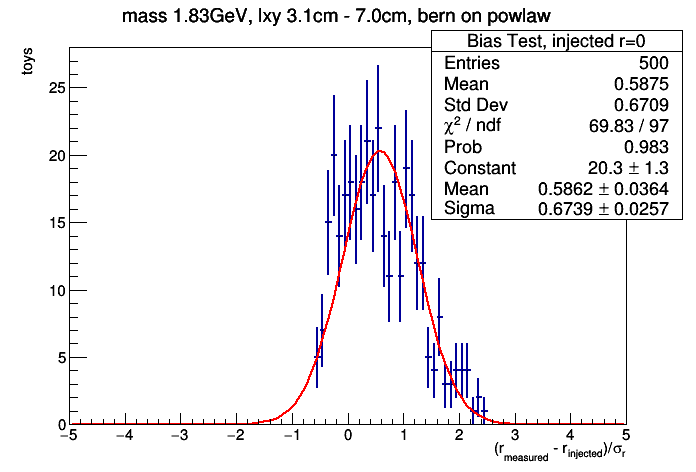 mass 1.83GeV, lxy 3.1cm - 7.0cm, bern on powlaw
Bias Test, injected r=0
Entries 500
Mean 0.5875
Std Dev 0.6709
χ² / ndf 69.83 / 97
Prob 0.983
Constant 20.3 ± 1.3
Mean 0.5862 ± 0.0364
Sigma 0.6739 ± 0.0257
toys
25
20
15
10
5
0
−5 −4 −3 −2 −1 0 1 2 3 4 5
(r_measured - r_injected)/σ_r